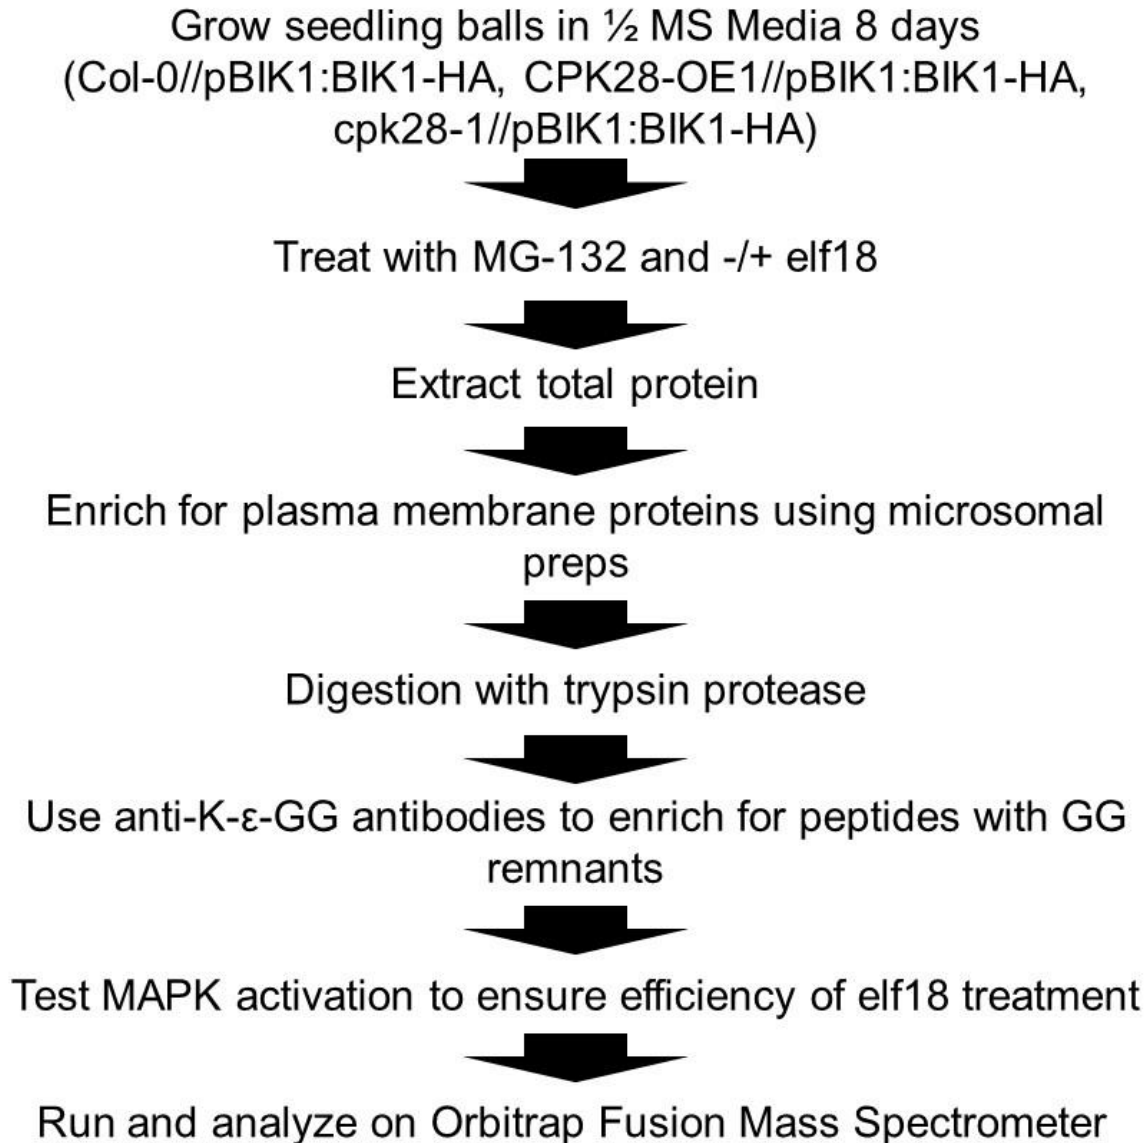 Grow seedling balls in ½ MS Media 8 days
(Col-0//pBIK1:BIK1-HA, CPK28-OE1//pBIK1:BIK1-HA,
cpk28-1//pBIK1:BIK1-HA)
Treat with MG-132 and -/+ elf18
Extract total protein
Enrich for plasma membrane proteins using microsomal
preps
Digestion with trypsin protease
Use anti-K-ε-GG antibodies to enrich for peptides with GG
remnants
Test MAPK activation to ensure efficiency of elf18 treatment
Run and analyze on Orbitrap Fusion Mass Spectrometer